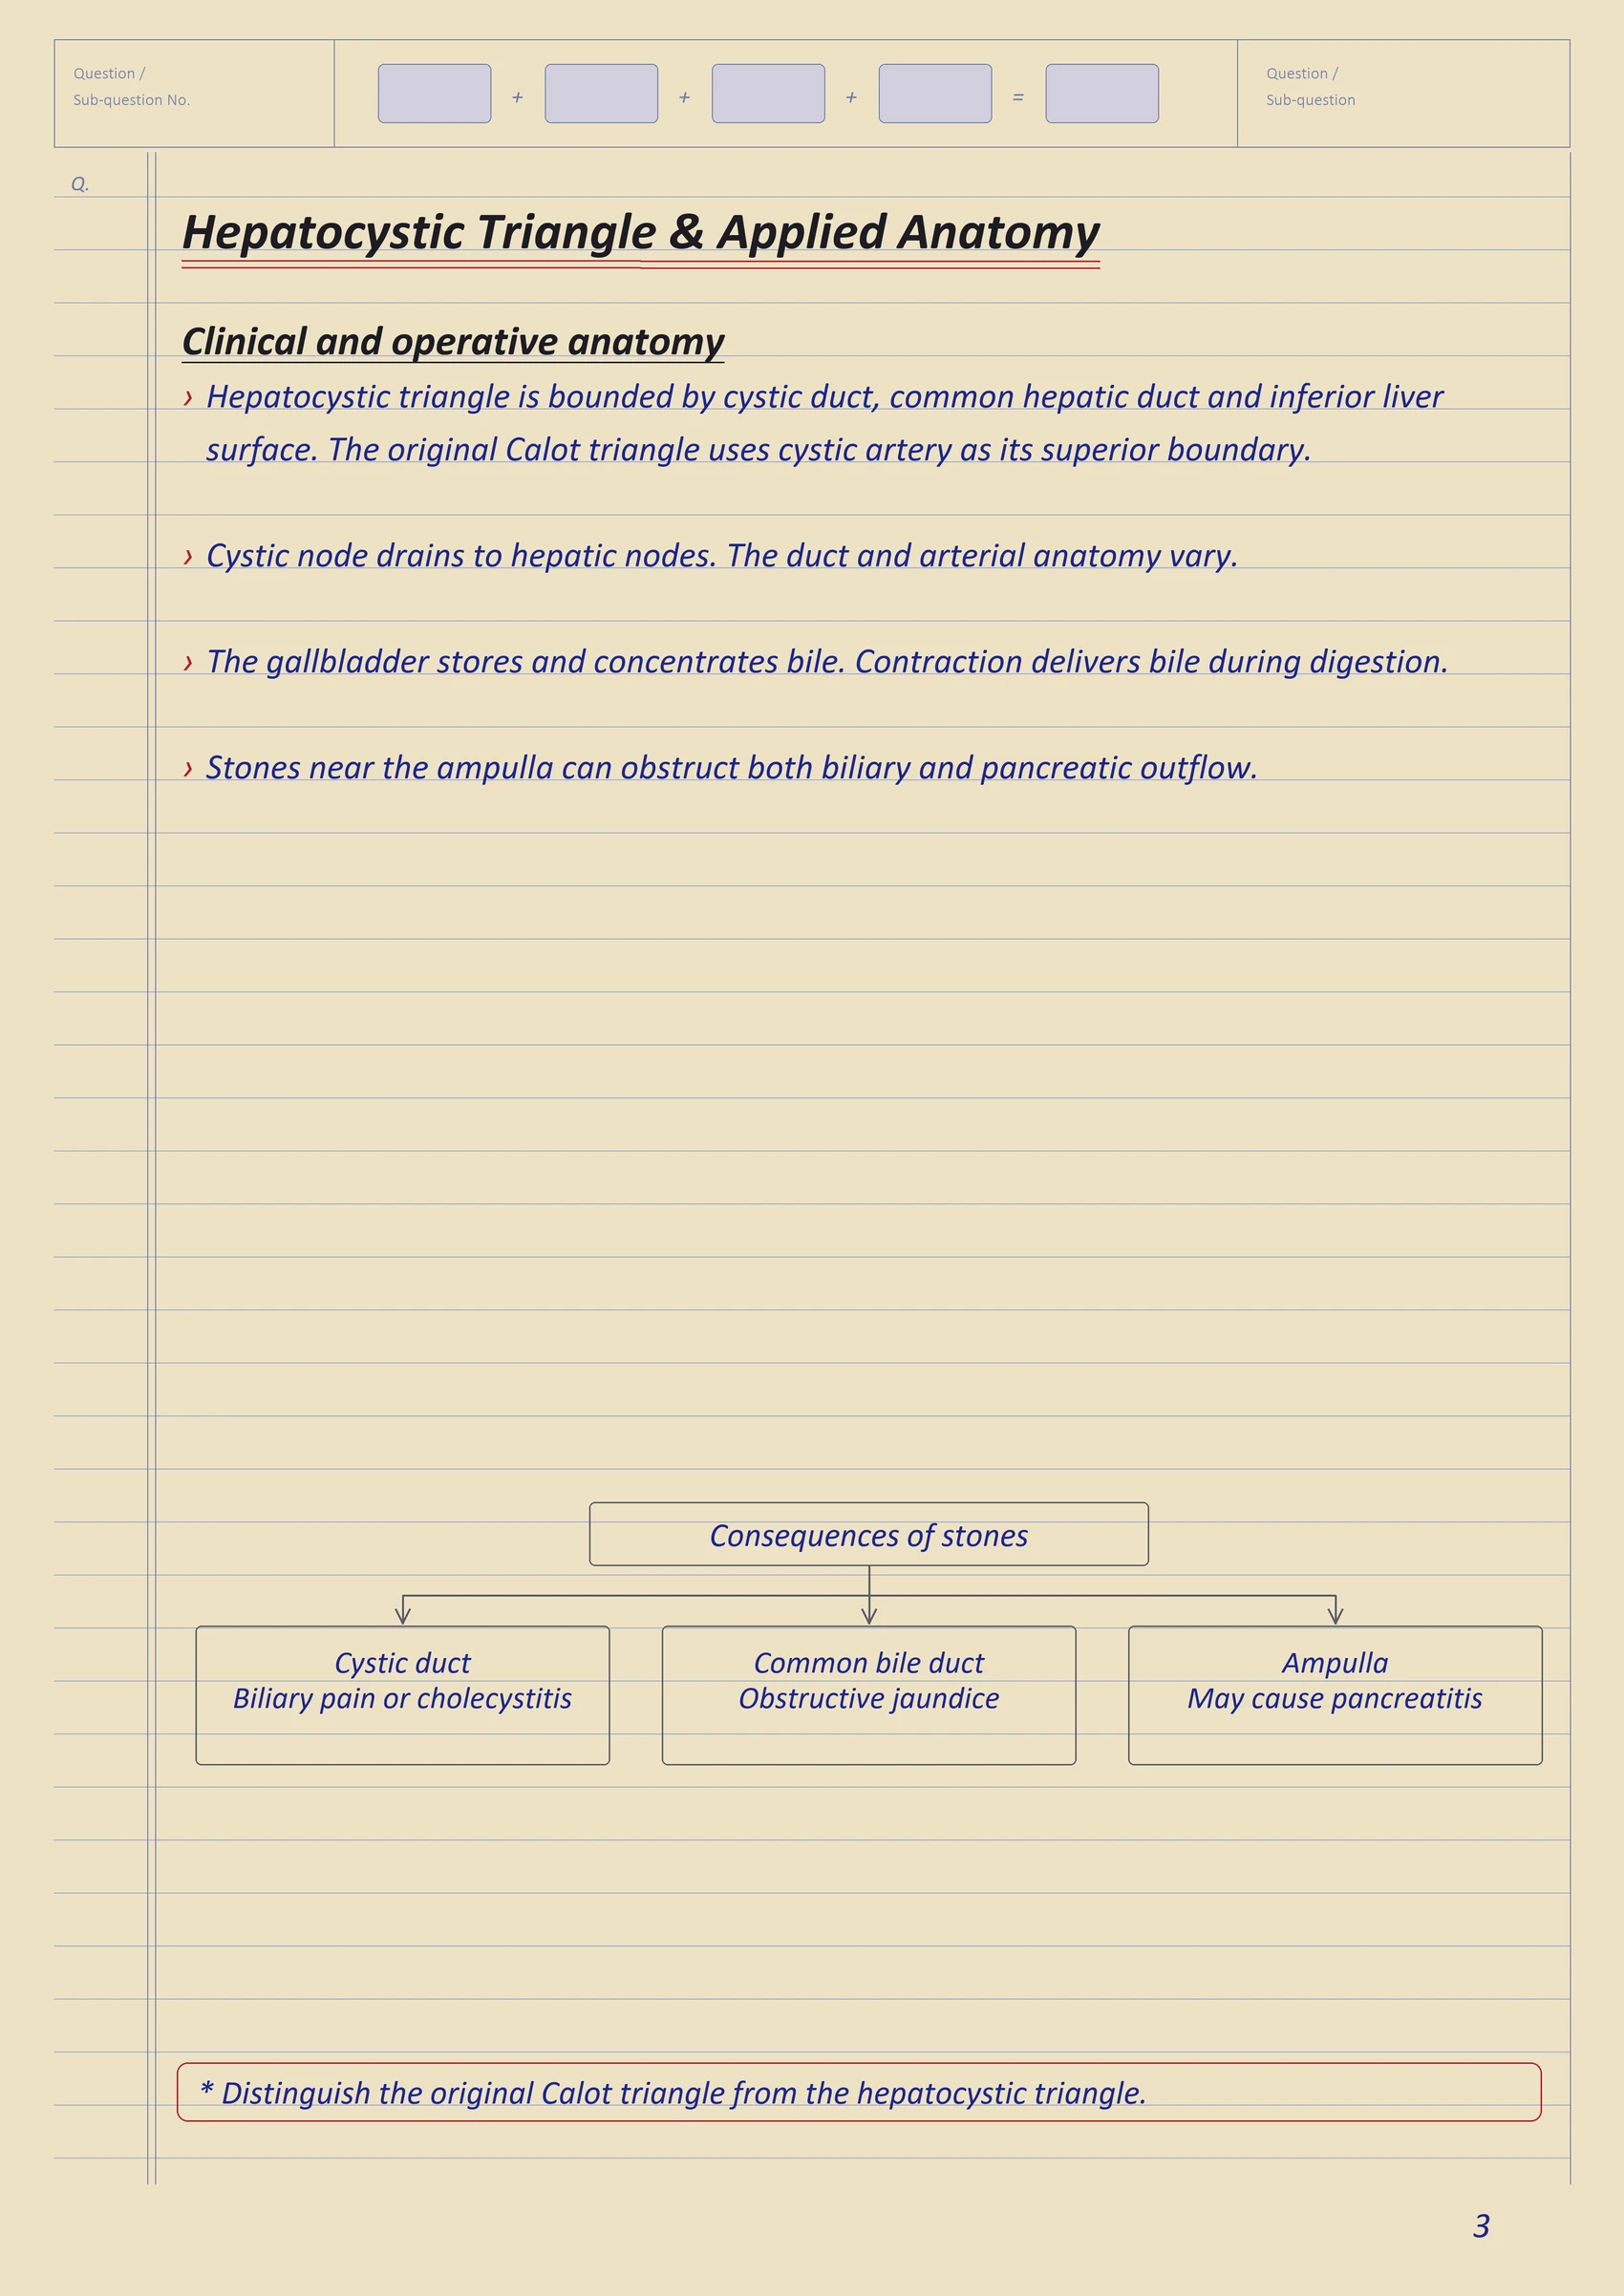 Question /
Sub-question No.
+ + + =
Question /
Sub-question
Q.
Hepatocystic Triangle & Applied Anatomy
Clinical and operative anatomy
› Hepatocystic triangle is bounded by cystic duct, common hepatic duct and inferior liver
surface. The original Calot triangle uses cystic artery as its superior boundary.
› Cystic node drains to hepatic nodes. The duct and arterial anatomy vary.
› The gallbladder stores and concentrates bile. Contraction delivers bile during digestion.
› Stones near the ampulla can obstruct both biliary and pancreatic outflow.
Consequences of stones
Cystic duct
Biliary pain or cholecystitis
Common bile duct
Obstructive jaundice
Ampulla
May cause pancreatitis
* Distinguish the original Calot triangle from the hepatocystic triangle.
3